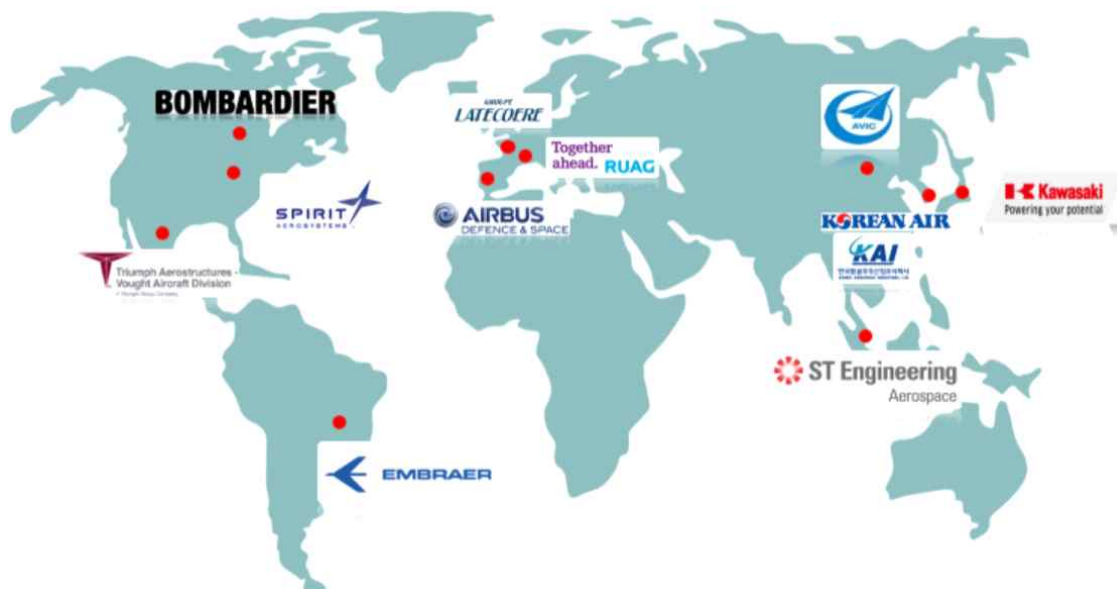 BOMBARDIER
GROUPE
LATECOERE
Together
ahead. RUAG
AVIC
SPIRIT
AEROSYSTEMS
AIRBUS
DEFENCE & SPACE
Kawasaki
Powering your potential
KOREAN AIR
KAI
Triumph Aerostructures -
Vought Aircraft Division
ST Engineering
Aerospace
EMBRAER